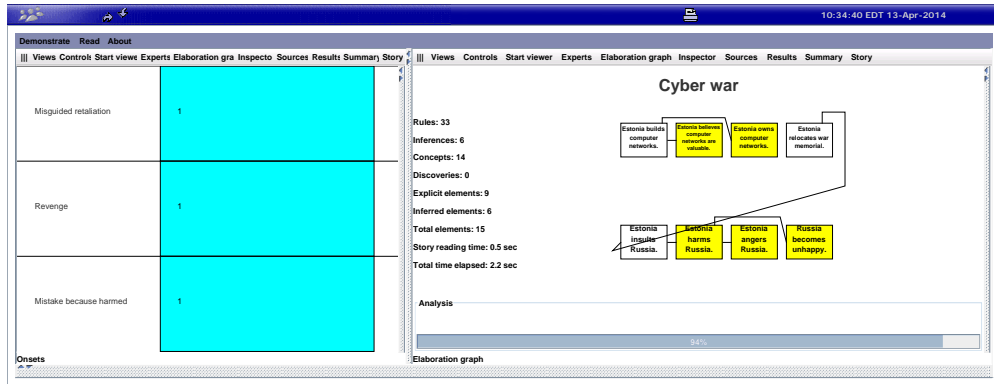 10:34:40 EDT 13-Apr-2014
Demonstrate Read About
||| Views Controls Start viewe Experts Elaboration gra Inspecto Sources Results Summary Story
Misguided retaliation 1
Revenge 1
Mistake because harmed 1
Onsets
||| Views Controls Start viewer Experts Elaboration graph Inspector Sources Results Summary Story
Cyber war
Rules: 33
Inferences: 6
Concepts: 14
Discoveries: 0
Explicit elements: 9
Inferred elements: 6
Total elements: 15
Story reading time: 0.5 sec
Total time elapsed: 2.2 sec
Estonia builds
computer
networks.
Estonia believes
computer
networks are
valuable.
Estonia owns
computer
networks.
Estonia
relocates war
memorial.
Estonia
insults
Russia.
Estonia
harms
Russia.
Estonia
angers
Russia.
Russia
becomes
unhappy.
Analysis
94%
Elaboration graph